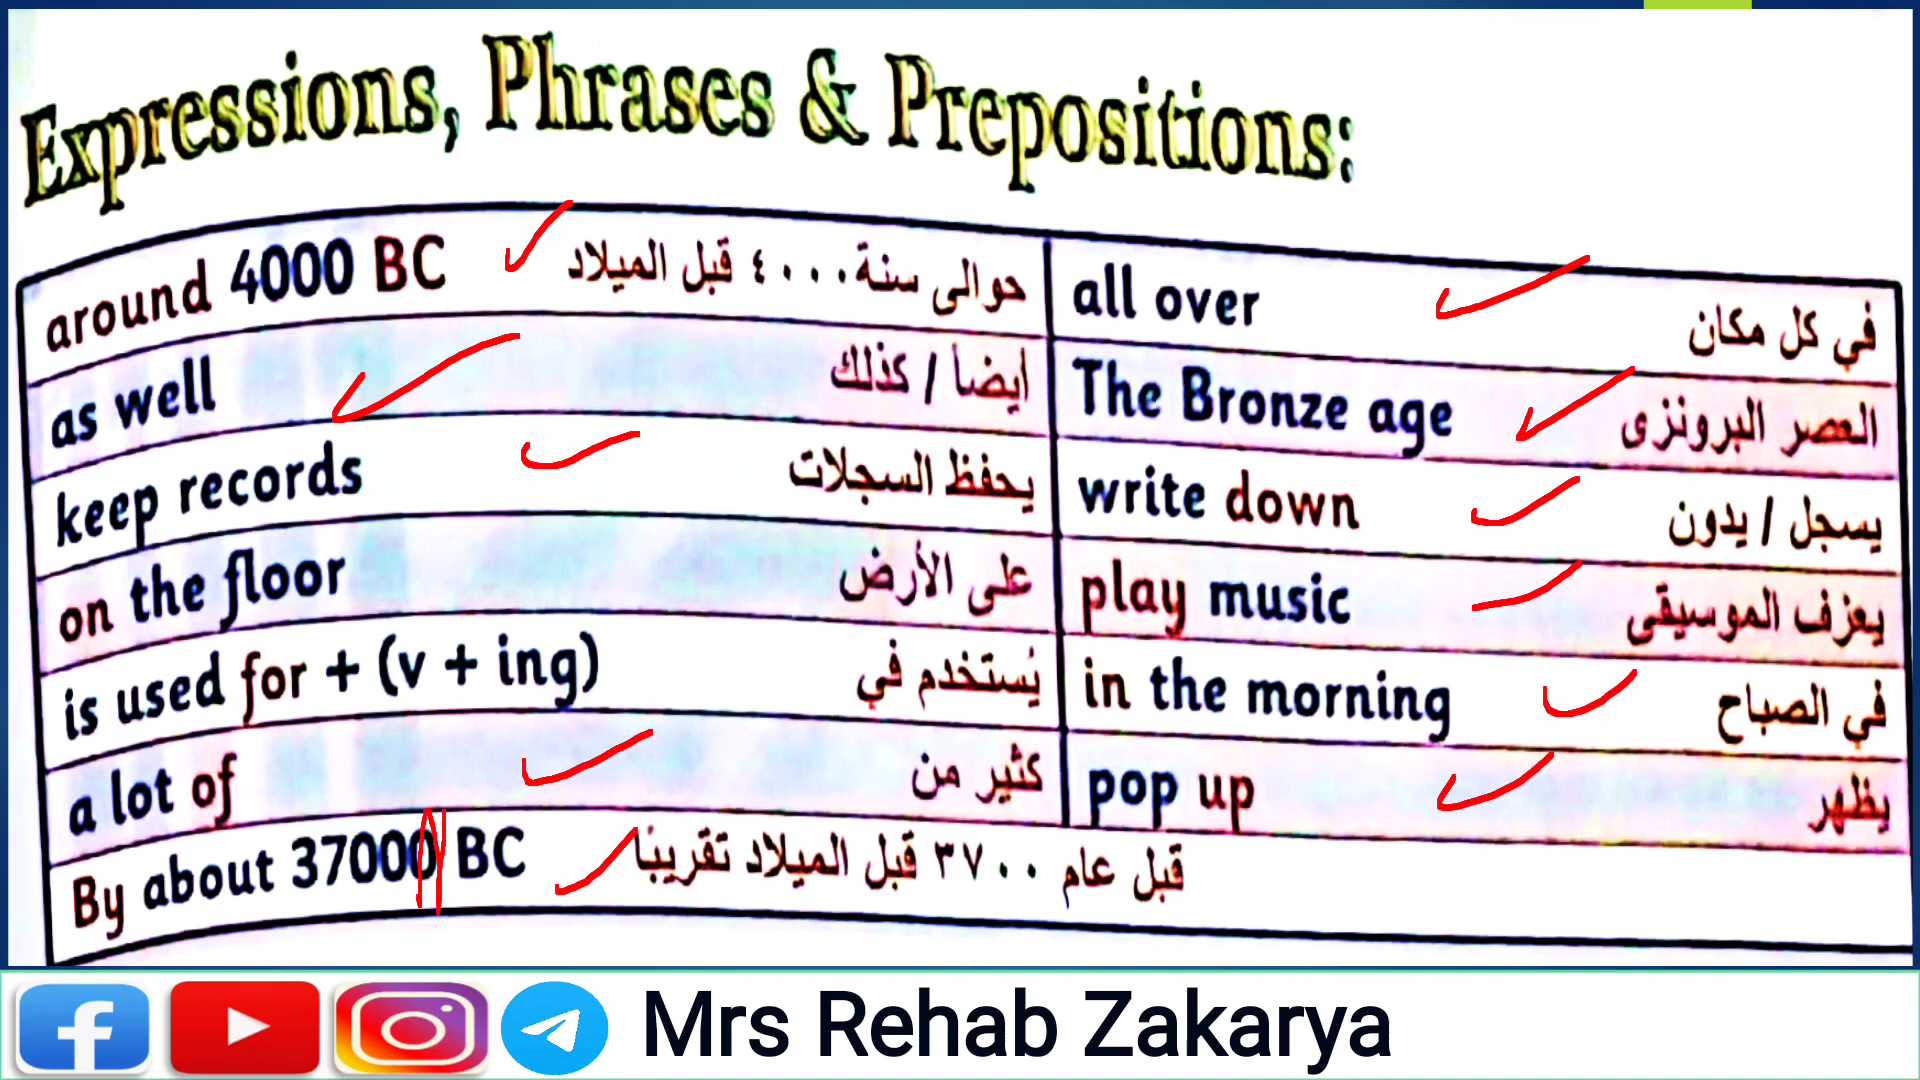 Expressions, Phrases & Prepositions:
around 4000 BC حوالى سنة ٤٠٠٠ قبل الميلاد all over في كل مكان
as well ايضا / كذلك The Bronze age العصر البرونزى
keep records يحفظ السجلات write down يسجل / يدون
on the floor على الأرض play music يعزف الموسيقى
is used for + (v + ing) يُستخدم في in the morning في الصباح
a lot of كثير من pop up يظهر
By about 37000 BC قبل عام ٣٧٠٠ قبل الميلاد تقريبًا
Mrs Rehab Zakarya